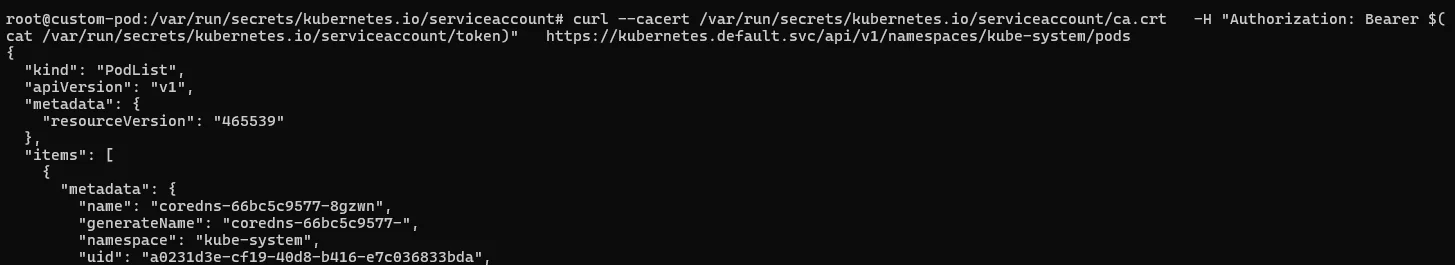 root@custom-pod:/var/run/secrets/kubernetes.io/serviceaccount# curl --cacert /var/run/secrets/kubernetes.io/serviceaccount/ca.crt   -H "Authorization: Bearer $(
cat /var/run/secrets/kubernetes.io/serviceaccount/token)"   https://kubernetes.default.svc/api/v1/namespaces/kube-system/pods
{
  "kind": "PodList",
  "apiVersion": "v1",
  "metadata": {
    "resourceVersion": "465539"
  },
  "items": [
    {
      "metadata": {
        "name": "coredns-66bc5c9577-8gzwn",
        "generateName": "coredns-66bc5c9577-",
        "namespace": "kube-system",
        "uid": "a0231d3e-cf19-40d8-b416-e7c036833bda",